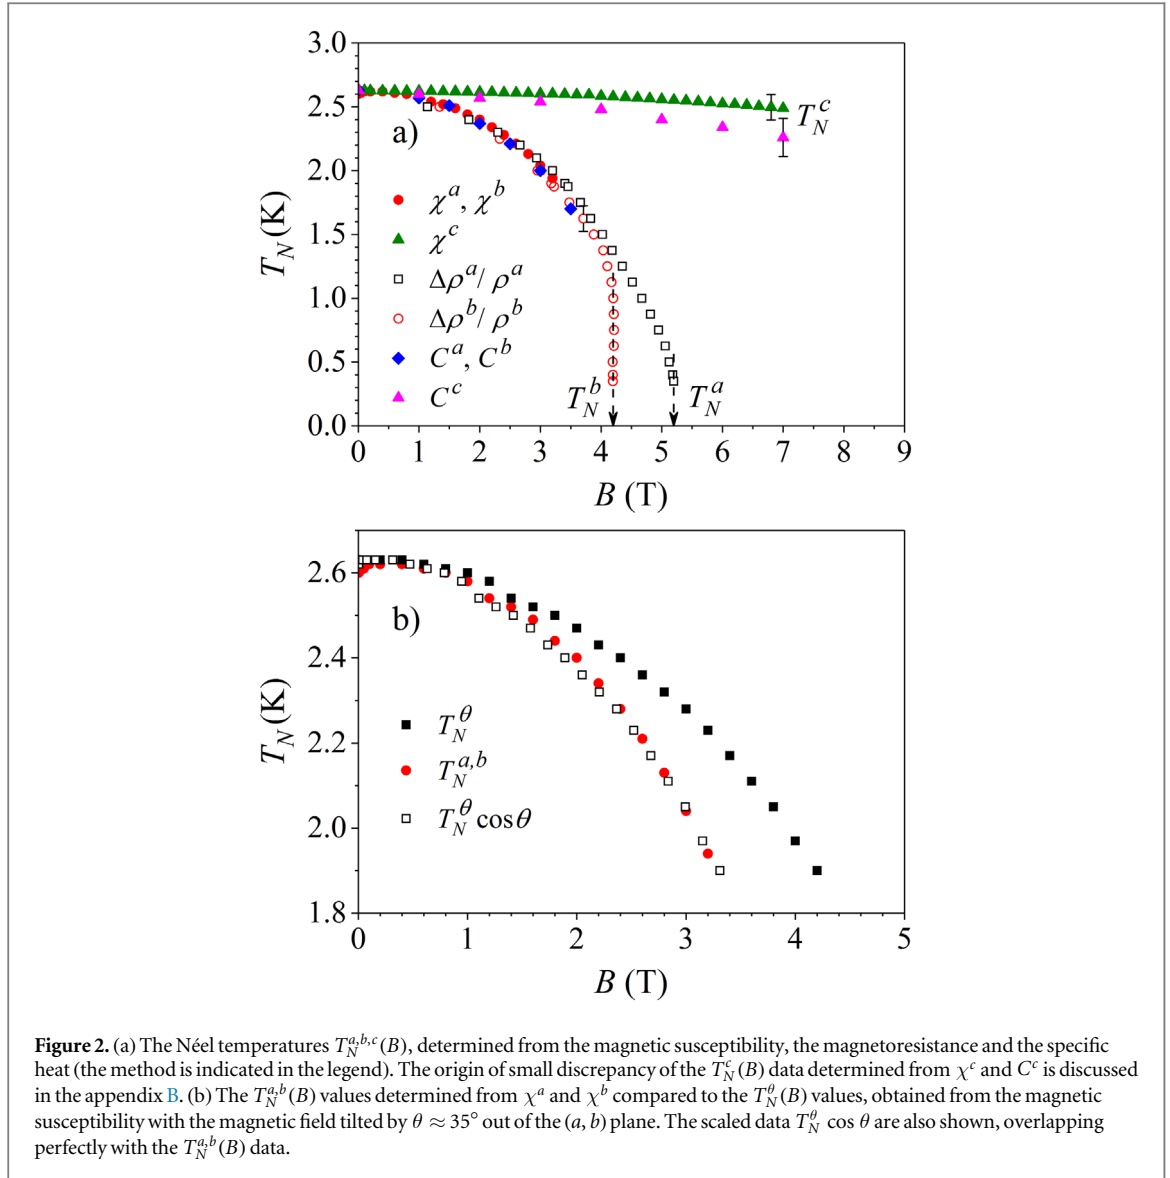 3.0
2.5
2.0
1.5
1.0
0.5
0.0
T_N (K)
a)
T_N^c
χ^a, χ^b
χ^c
Δρ^a/ ρ^a
Δρ^b/ ρ^b
C^a, C^b
C^c
T_N^b
T_N^a
0 1 2 3 4 5 6 7 8 9
B (T)
2.6
2.4
2.2
2.0
1.8
T_N (K)
b)
T_N^θ
T_N^{a,b}
T_N^θ cosθ
0 1 2 3 4 5
B (T)
Figure 2. (a) The Néel temperatures T_N^{a,b,c}(B), determined from the magnetic susceptibility, the magnetoresistance and the specific
heat (the method is indicated in the legend). The origin of small discrepancy of the T_N^c(B) data determined from χ^c and C^c is discussed
in the appendix B. (b) The T_N^{a,b}(B) values determined from χ^a and χ^b compared to the T_N^θ(B) values, obtained from the magnetic
susceptibility with the magnetic field tilted by θ ≈ 35° out of the (a, b) plane. The scaled data T_N^θ cos θ are also shown, overlapping
perfectly with the T_N^{a,b}(B) data.